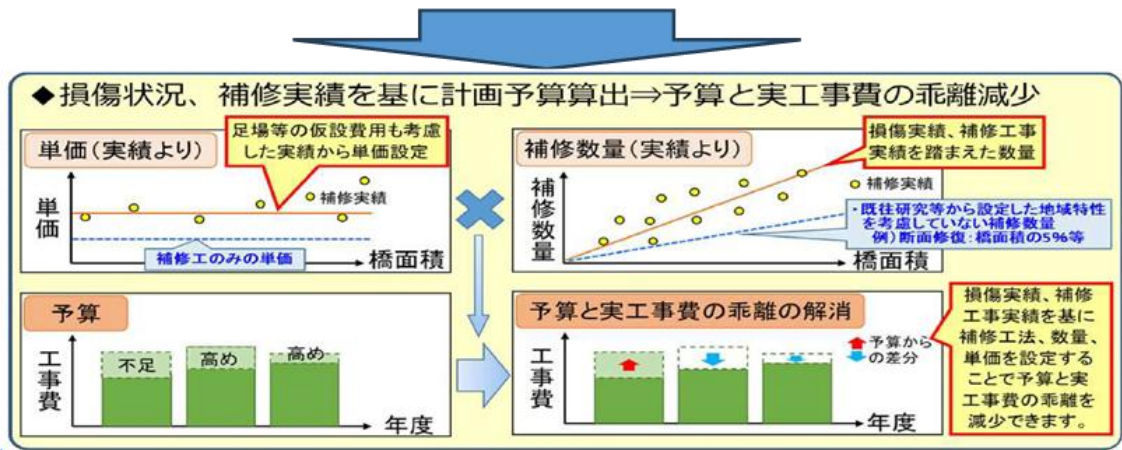 ◆損傷状況、補修実績を基に計画予算算出⇒予算と実工事費の乖離減少
単価(実績より)
足場等の仮設費用も考慮
した実績から単価設定
補修実績
単価
補修工のみの単価
橋面積
補修数量(実績より)
損傷実績、補修工事
実績を踏まえた数量
補修実績
補修数量
・既往研究等から設定した地域特性
を考慮していない補修数量
例)断面修復:橋面積の5%等
橋面積
予算
工事費
不足
高め
高め
年度
予算と実工事費の乖離の解消
予算から
の差分
工事費
年度
損傷実績、補修
工事実績を基に
補修工法、数量、
単価を設定する
ことで予算と実
工事費の乖離を
減少できます。